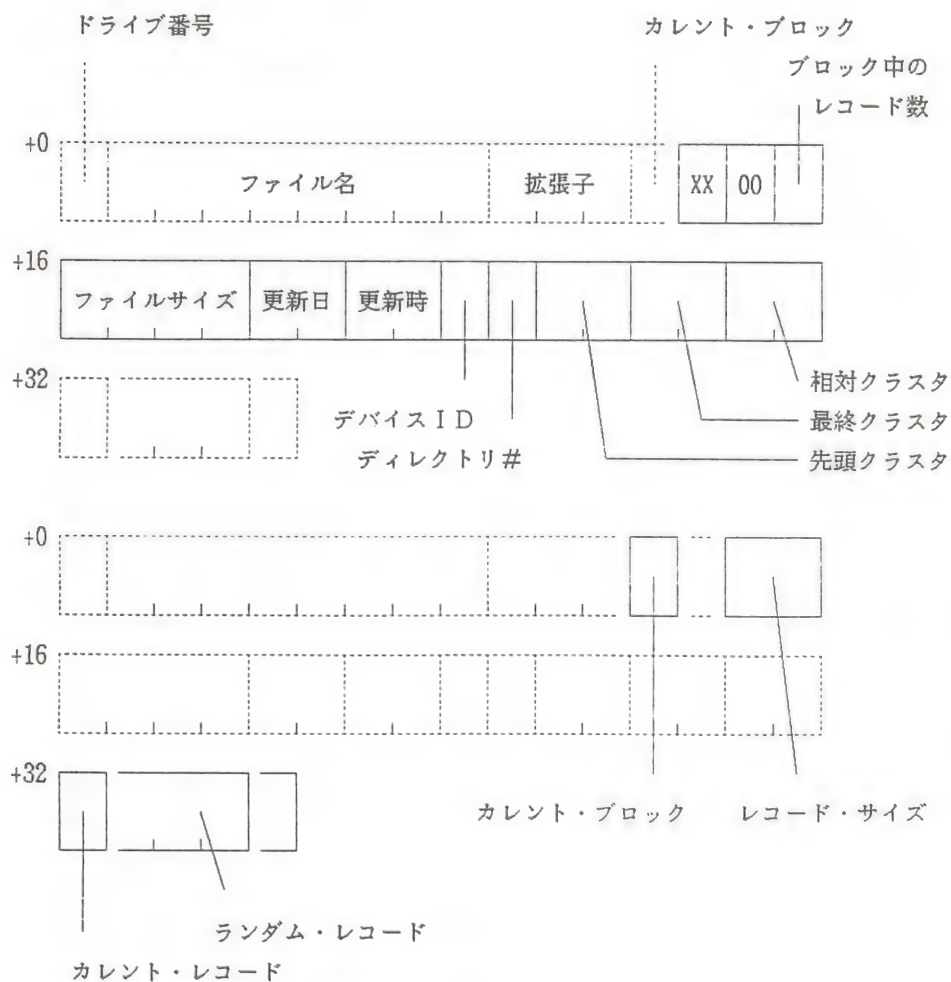 ドライブ番号
カレント・ブロック
ブロック中の
レコード数
+0
ファイル名
拡張子
XX
00
+16
ファイルサイズ
更新日
更新時
+32
相対クラスタ
デバイスID
最終クラスタ
ディレクトリ#
先頭クラスタ
+0
+16
+32
カレント・ブロック
レコード・サイズ
ランダム・レコード
カレント・レコード